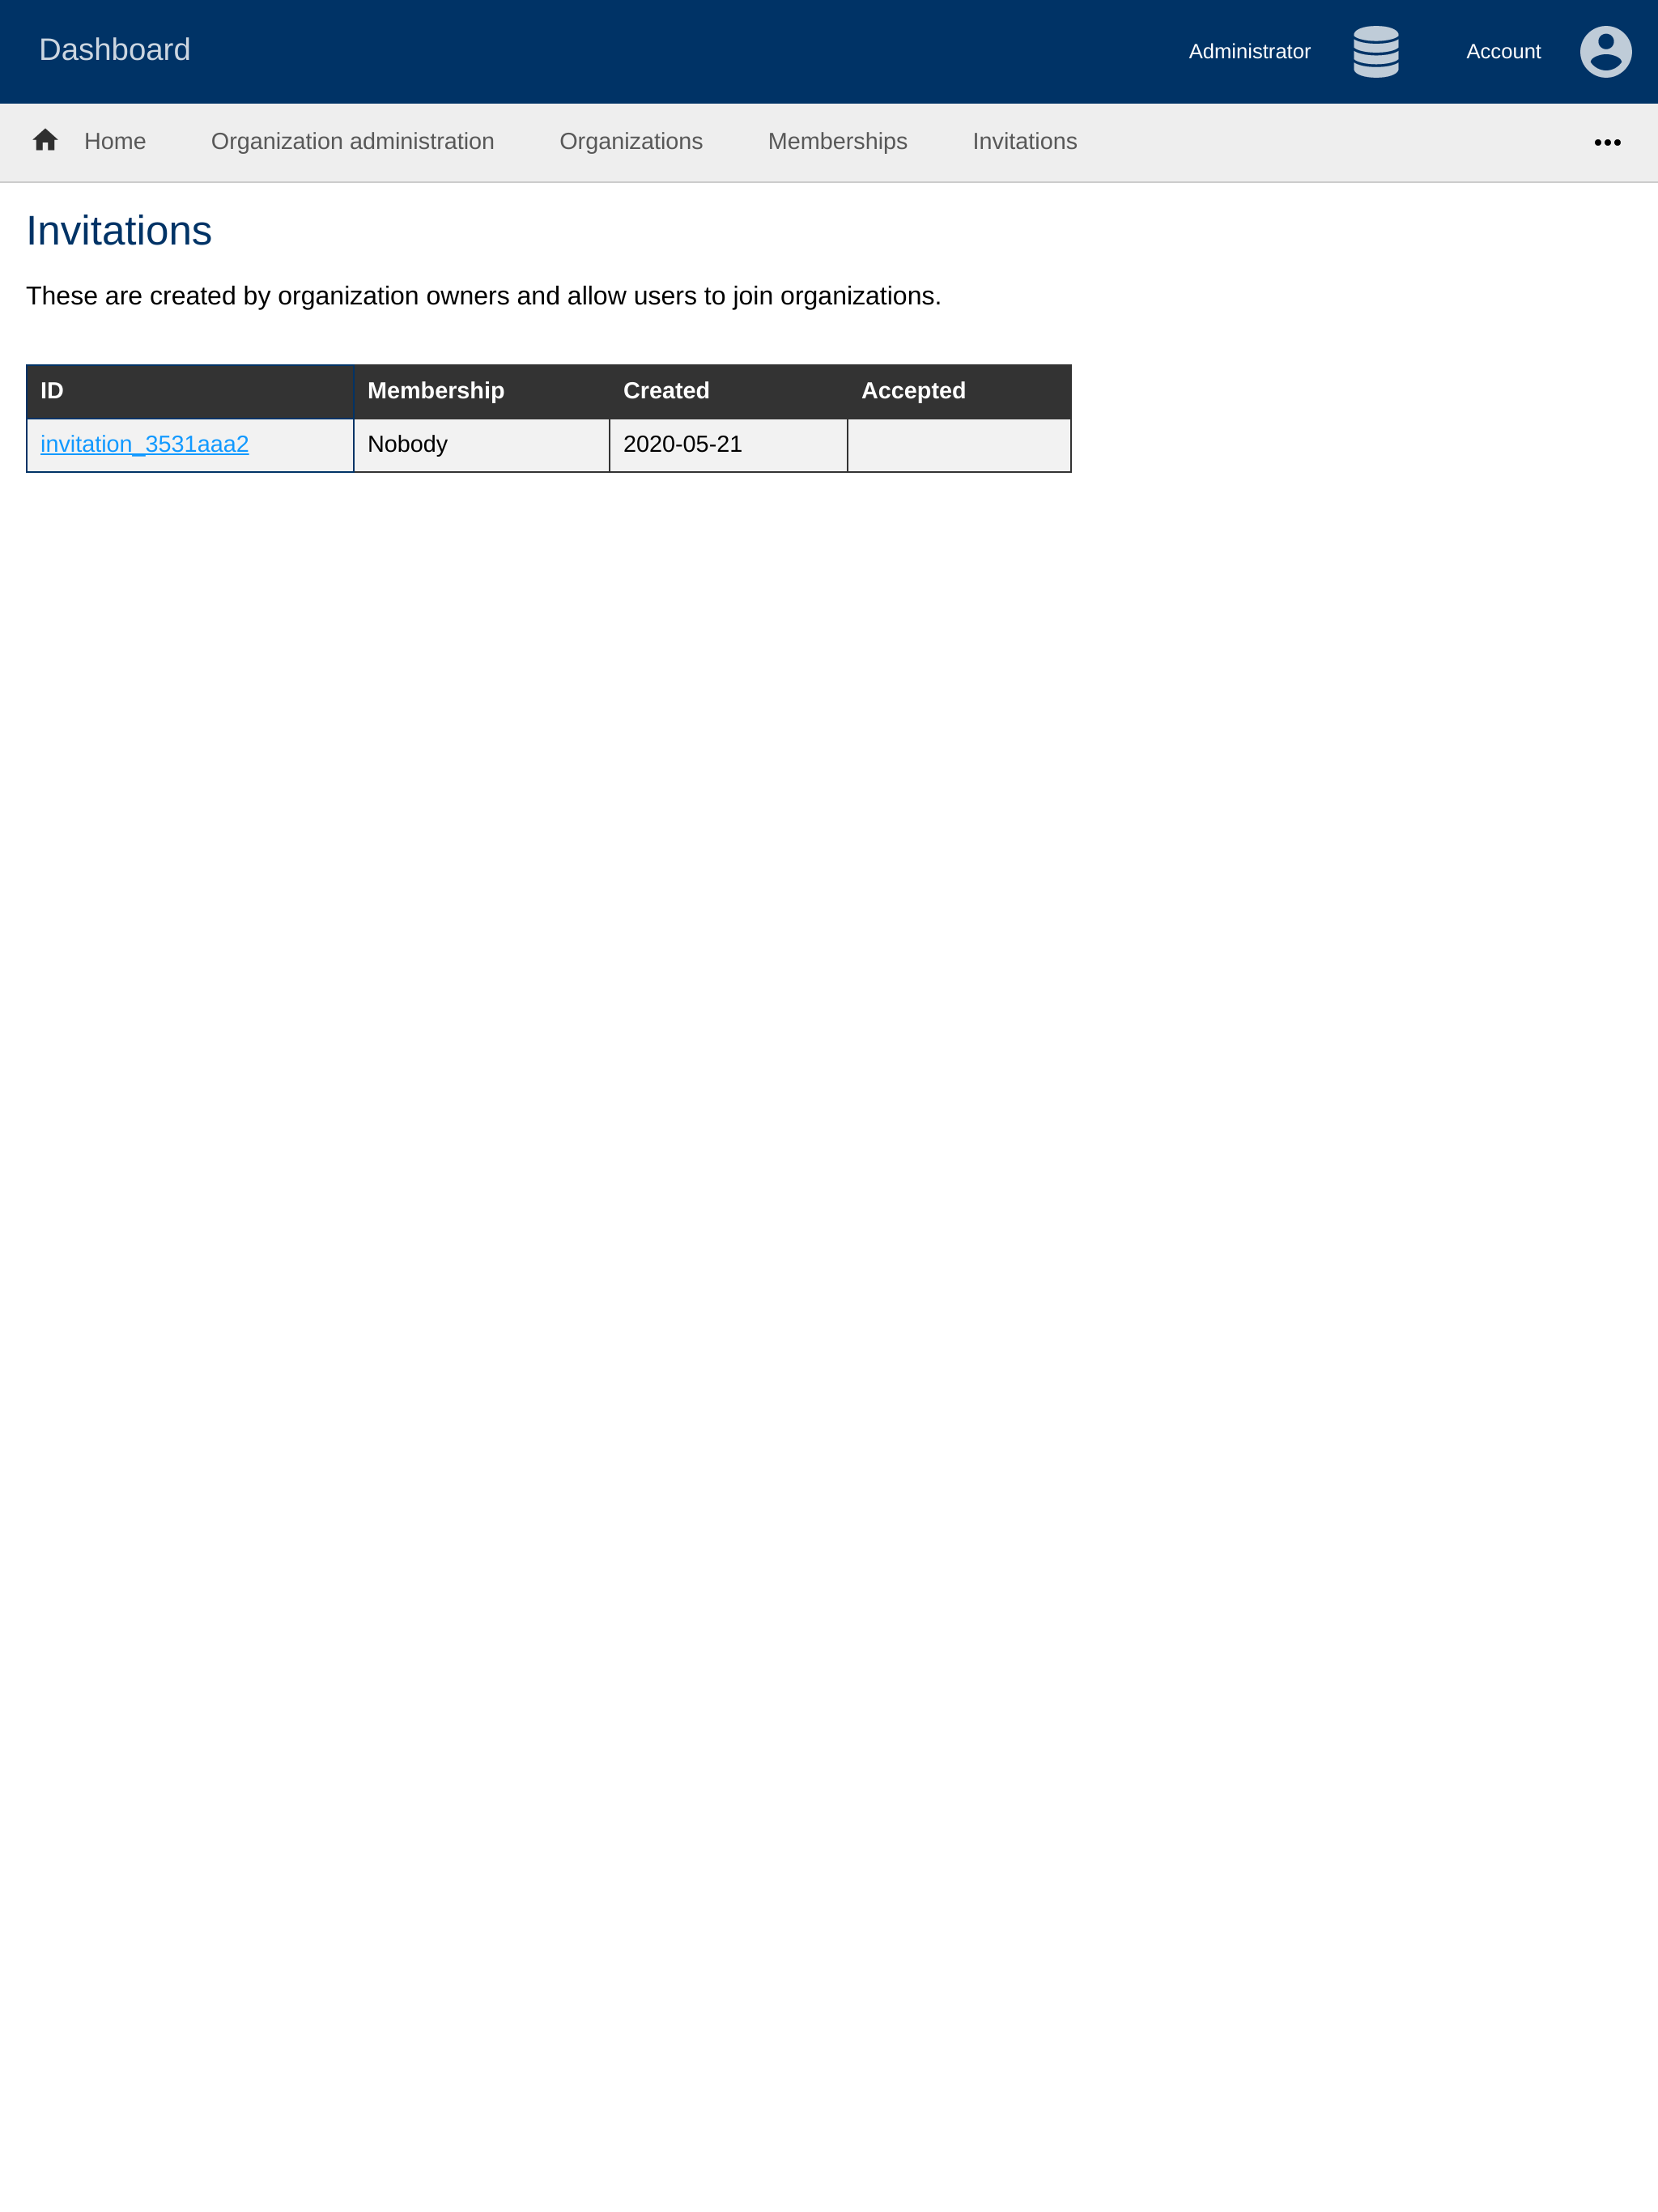 Dashboard
Administrator
Account
Home Organization administration Organizations Memberships Invitations
Invitations
These are created by organization owners and allow users to join organizations.
ID Membership Created Accepted
invitation_3531aaa2 Nobody 2020-05-21